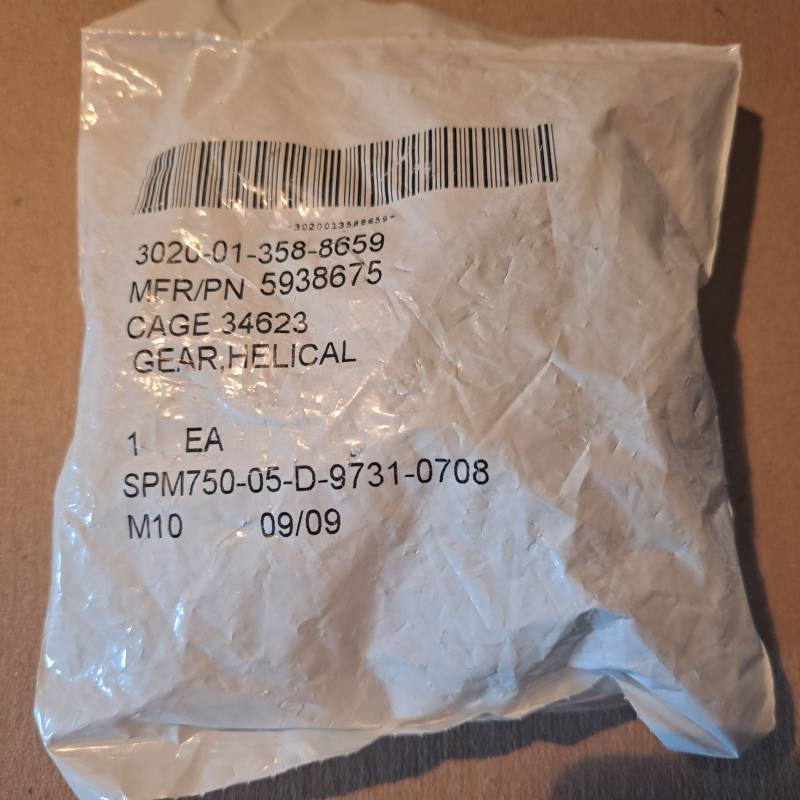 -3020013588659-
3020-01-358-8659
MFR/PN 5938675
CAGE 34623
GEAR,HELICAL
1 EA
SPM750-05-D-9731-0708
M10 09/09